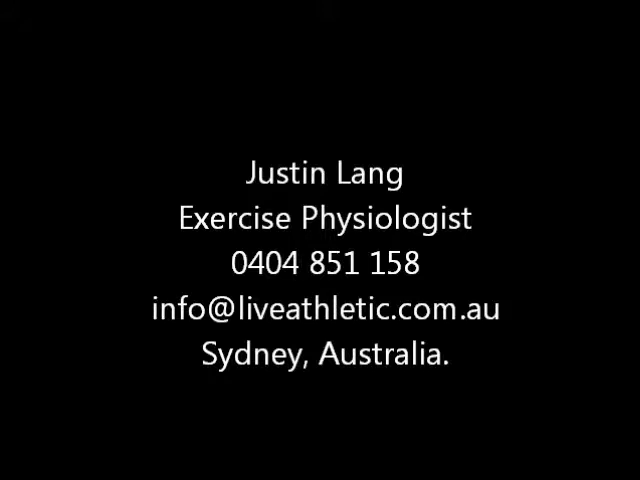 Justin Lang
Exercise Physiologist
0404 851 158
info@liveathletic.com.au
Sydney, Australia.